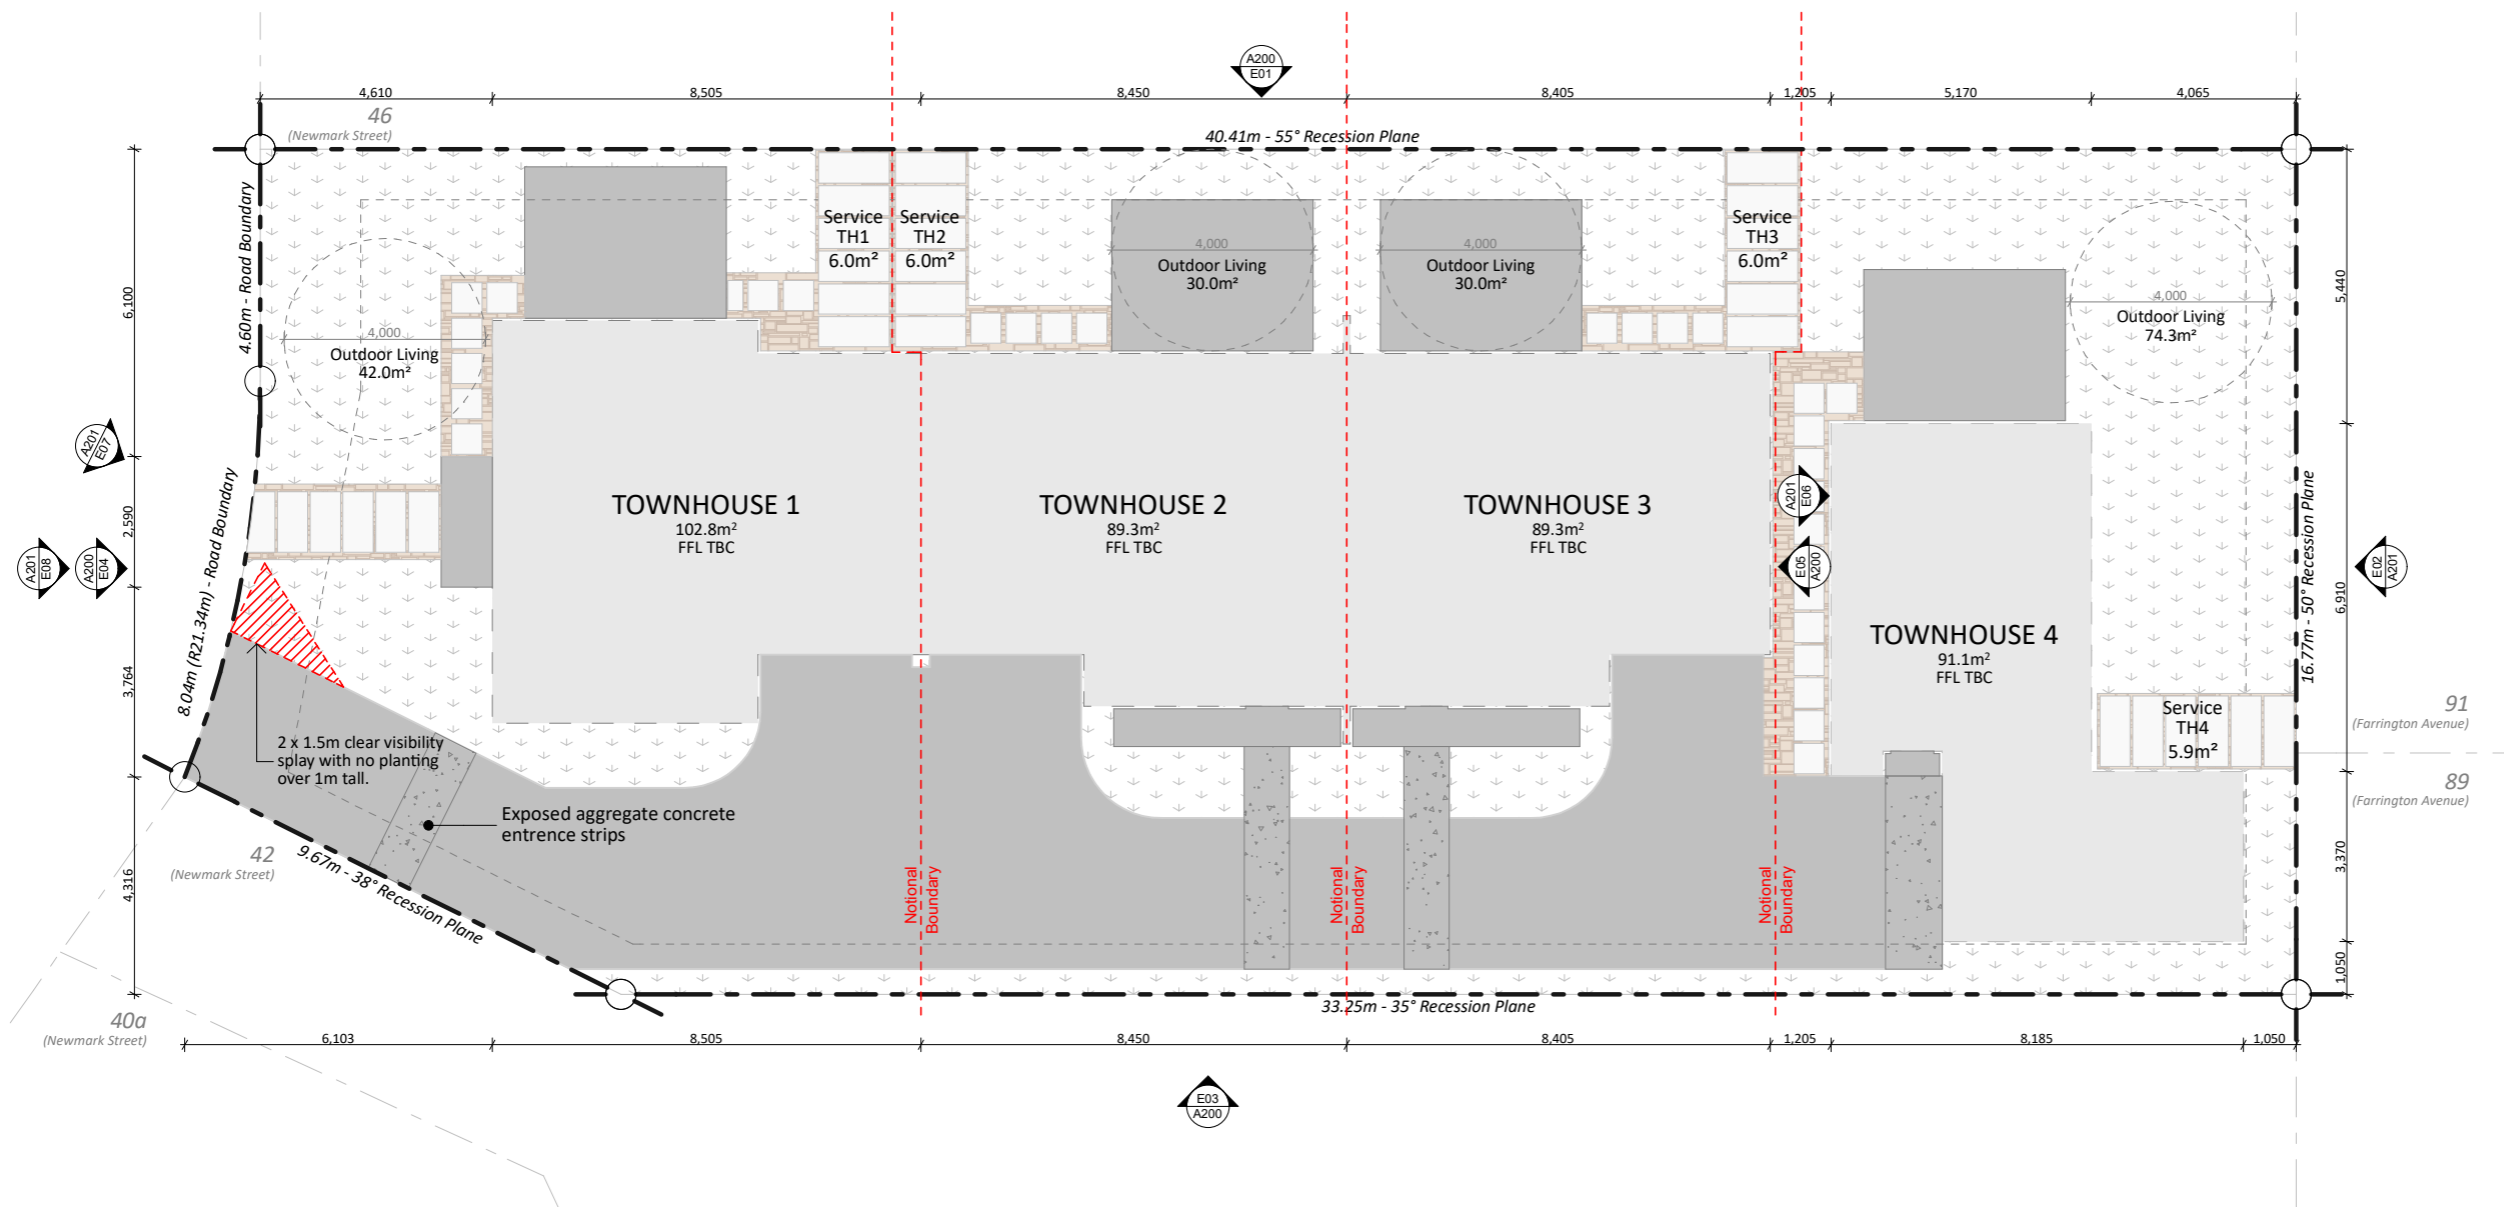 A200
E01
4,610
8,505
8,450
8,405
1,205
5,170
4,065
46
(Newmark Street)
40.41m - 55° Recession Plane
4.60m - Road Boundary
Service
TH1
6.0m²
Service
TH2
6.0m²
4,000
Outdoor Living
30.0m²
4,000
Outdoor Living
30.0m²
Service
TH3
6.0m²
4,000
Outdoor Living
74.3m²
4,000
Outdoor Living
42.0m²
6,100
2,590
3,764
4,316
5,440
6,910
3,370
1,050
A201
E07
A201
E08
A200
E04
8.04m (R21.34m) - Road Boundary
TOWNHOUSE 1
102.8m²
FFL TBC
TOWNHOUSE 2
89.3m²
FFL TBC
TOWNHOUSE 3
89.3m²
FFL TBC
A201
E06
E05
A200
TOWNHOUSE 4
91.1m²
FFL TBC
16.77m - 50° Recession Plane
E02
A201
Service
TH4
5.9m²
91
(Farrington Avenue)
89
(Farrington Avenue)
2 x 1.5m clear visibility
splay with no planting
over 1m tall.
Exposed aggregate concrete
entrence strips
42
(Newmark Street)
9.67m - 38° Recession Plane
Notional
Boundary
Notional
Boundary
Notional
Boundary
33.25m - 35° Recession Plane
40a
(Newmark Street)
6,103
8,505
8,450
8,405
1,205
8,185
1,050
E03
A200